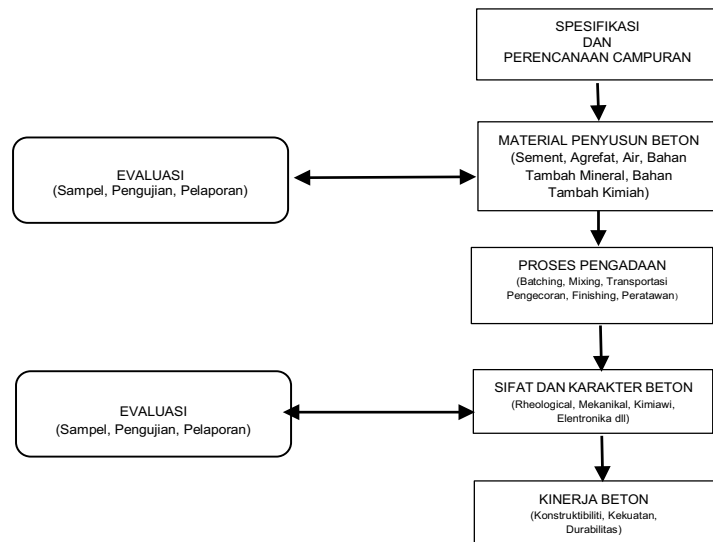 SPESIFIKASI
DAN
PERENCANAAN CAMPURAN
MATERIAL PENYUSUN BETON
(Sement, Agrefat, Air, Bahan
Tambah Mineral, Bahan
Tambah Kimiah)
EVALUASI
(Sampel, Pengujian, Pelaporan)
PROSES PENGADAAN
(Batching, Mixing, Transportasi
Pengecoran, Finishing, Peratawan)
SIFAT DAN KARAKTER BETON
(Rheological, Mekanikal, Kimiawi,
Elentronika dll)
EVALUASI
(Sampel, Pengujian, Pelaporan)
KINERJA BETON
(Konstruktibiliti, Kekuatan,
Durabilitas)